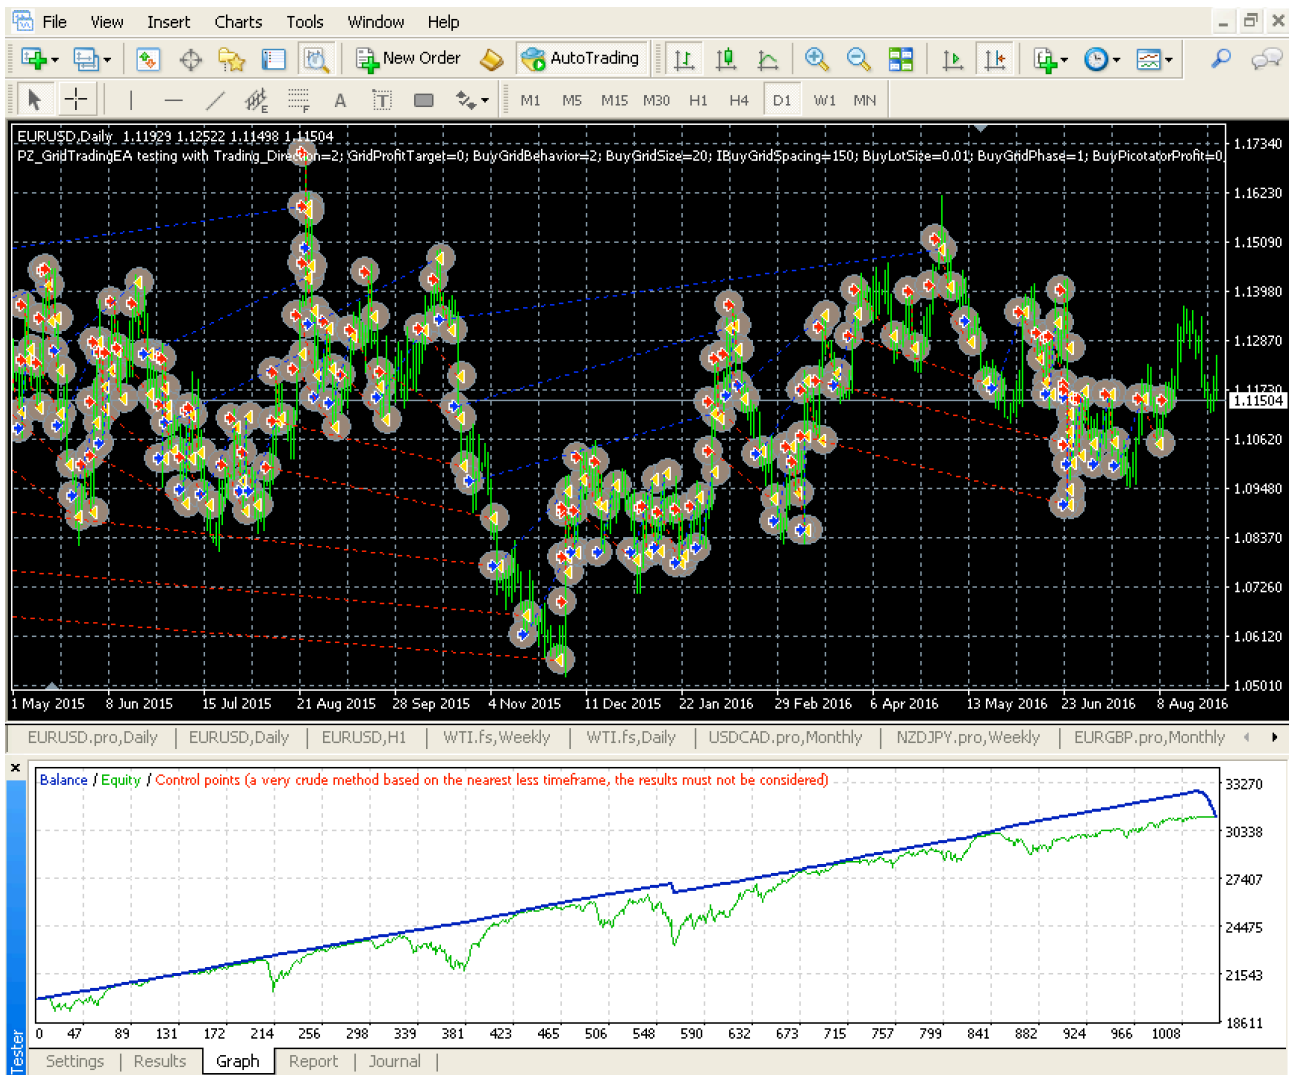 File View Insert Charts Tools Window Help
New Order AutoTrading
E F A T M1 M5 M15 M30 H1 H4 D1 W1 MN
EURUSD,Daily 1.11929 1.12522 1.11498 1.11504
PZ_GridTradingEA testing with Trading_Direction=2; GridProfitTarget=0; BuyGridBehavior=2; BuyGridSize=20; IBuyGridSpacing=150; BuyLotSize=0.01; BuyGridPhase=1; BuyPicotatorProfit=0
1.17340
1.16230
1.15090
1.13980
1.12870
1.11730
1.11504
1.10620
1.09480
1.08370
1.07260
1.06120
1.05010
1 May 2015 8 Jun 2015 15 Jul 2015 21 Aug 2015 28 Sep 2015 4 Nov 2015 11 Dec 2015 22 Jan 2016 29 Feb 2016 6 Apr 2016 13 May 2016 23 Jun 2016 8 Aug 2016
EURUSD.pro,Daily | EURUSD,Daily | EURUSD,H1 | WTI.fs,Weekly | WTI.fs,Daily | USDCAD.pro,Monthly | NZDJPY.pro,Weekly | EURGBP.pro,Monthly
Balance / Equity / Control points (a very crude method based on the nearest less timeframe, the results must not be considered)
33270
30338
27407
24475
21543
18611
0 47 89 131 172 214 256 298 339 381 423 465 506 548 590 632 673 715 757 799 841 882 924 966 1008
Tester
Settings | Results | Graph | Report | Journal |